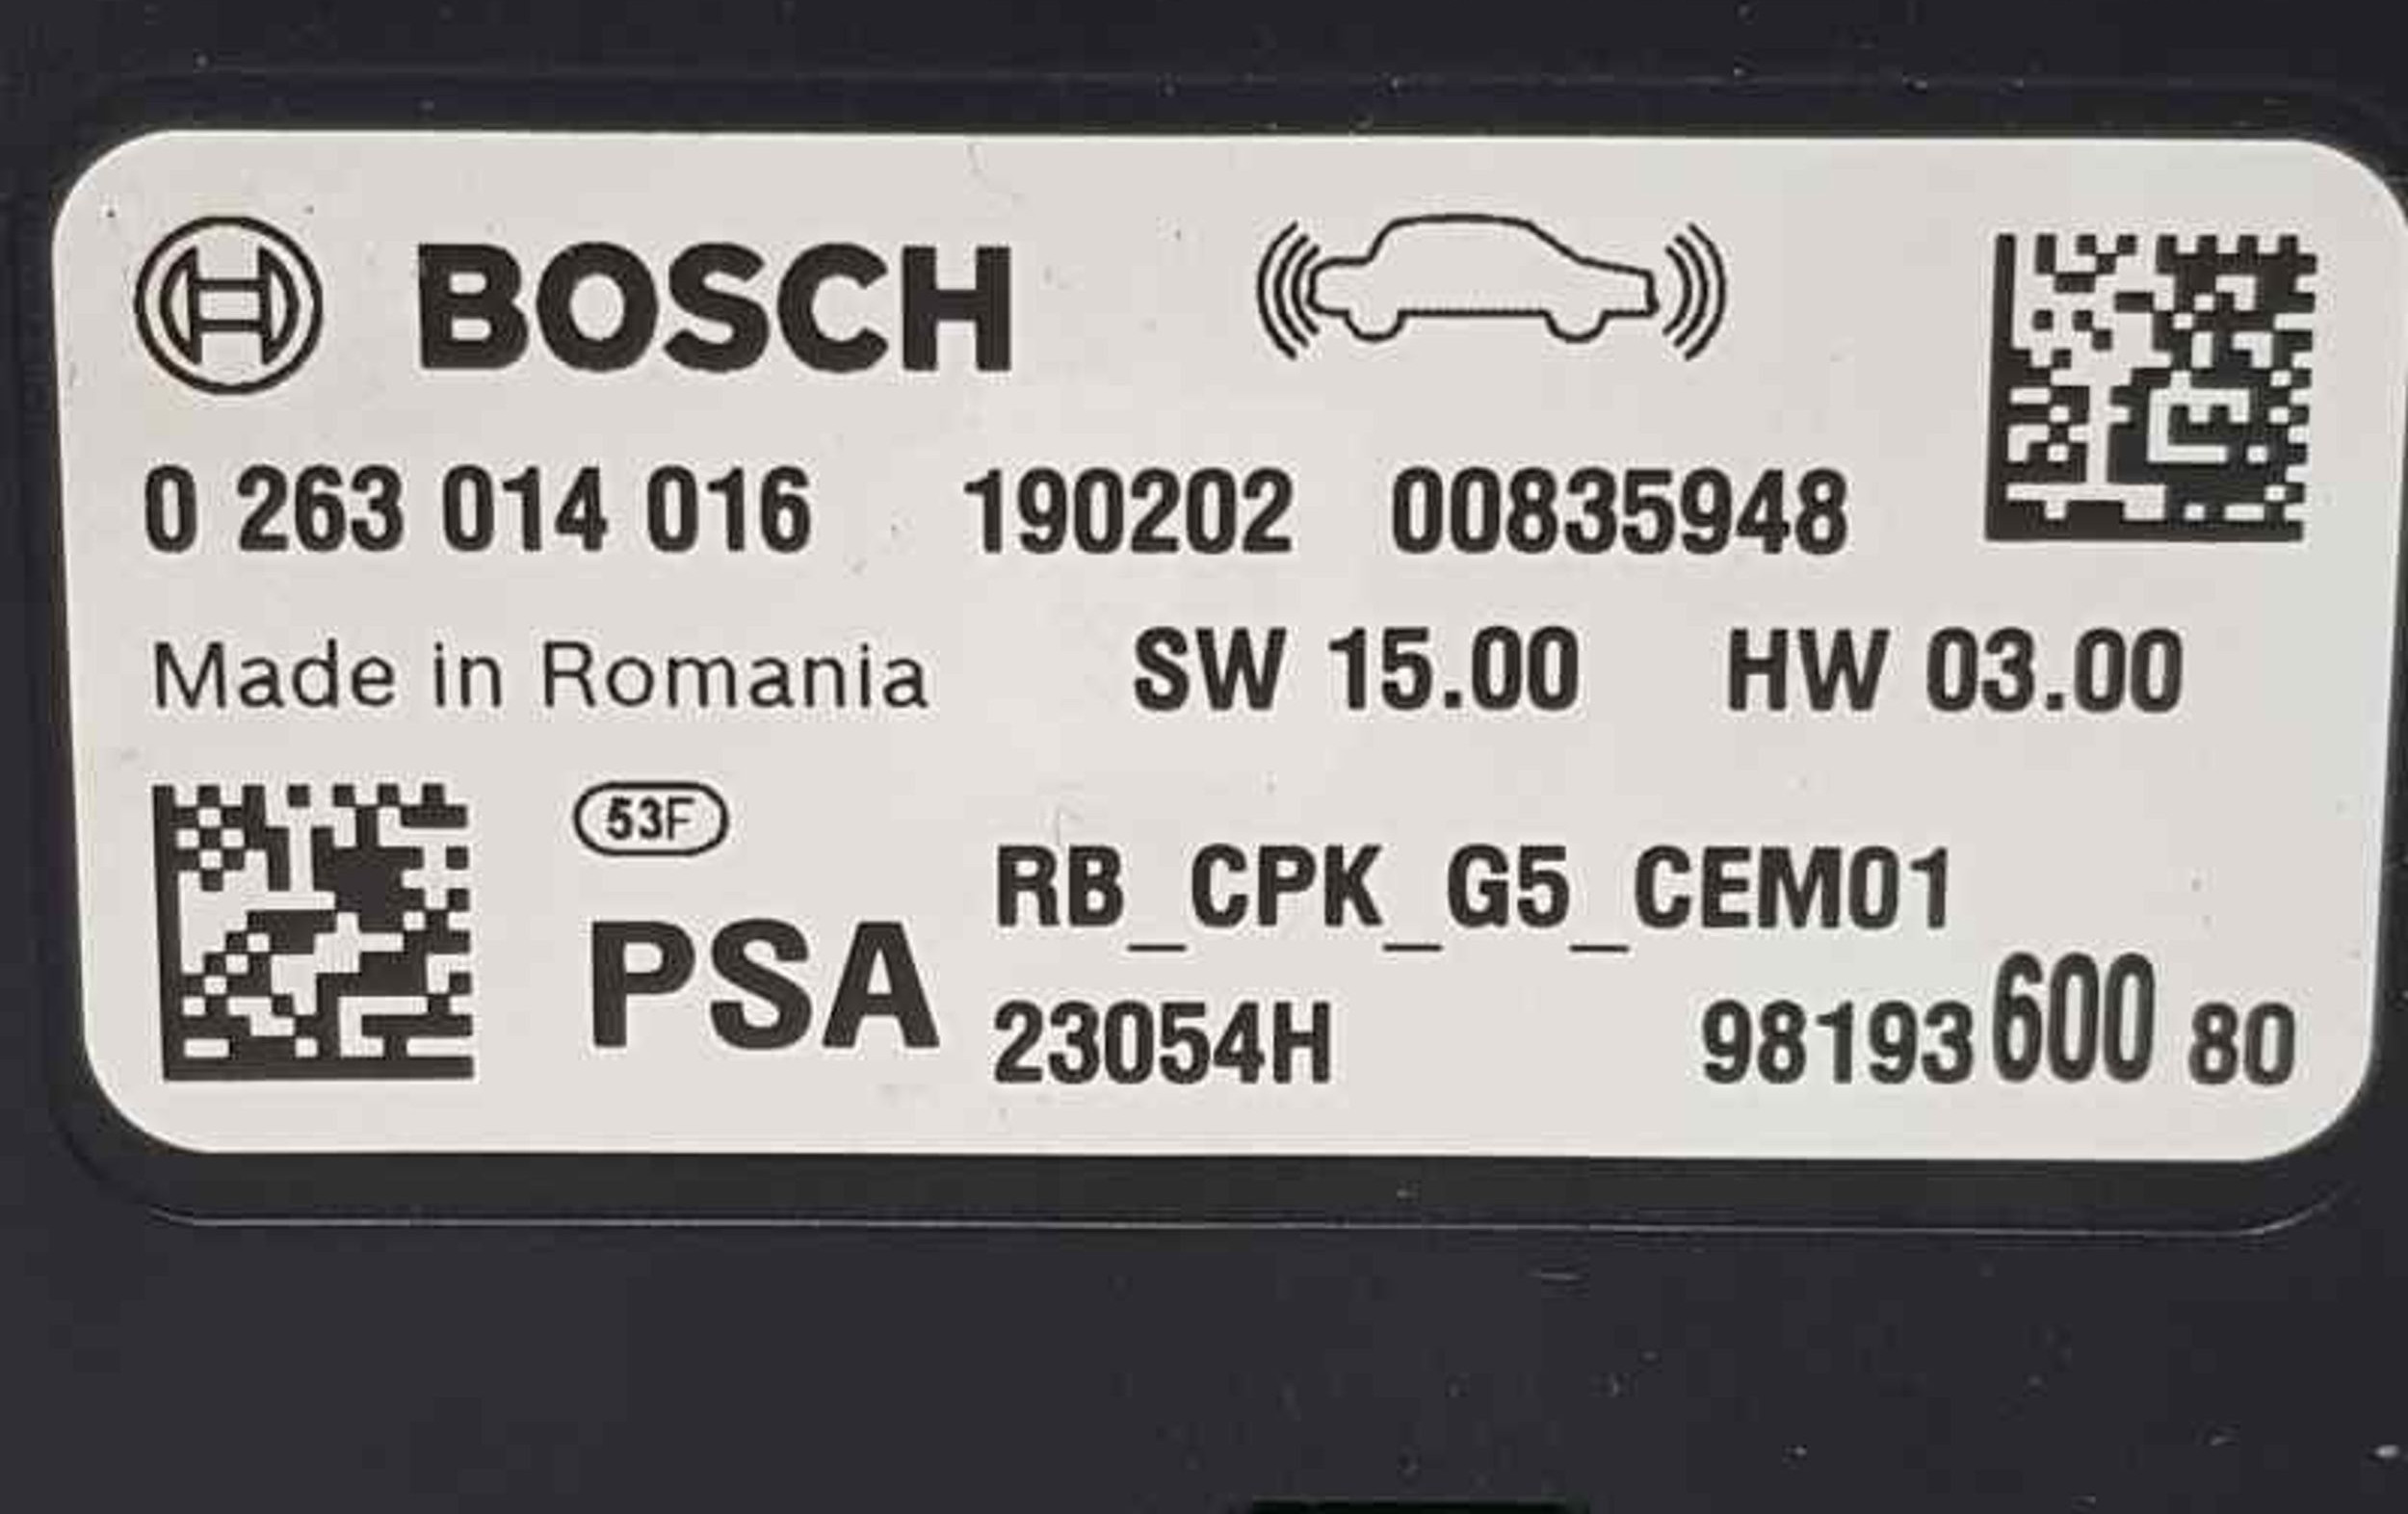 BOSCH
0 263 014 016 190202 00835948
Made in Romania SW 15.00 HW 03.00
53F
RB_CPK_G5_CEM01
PSA
23054H 98193 600 80